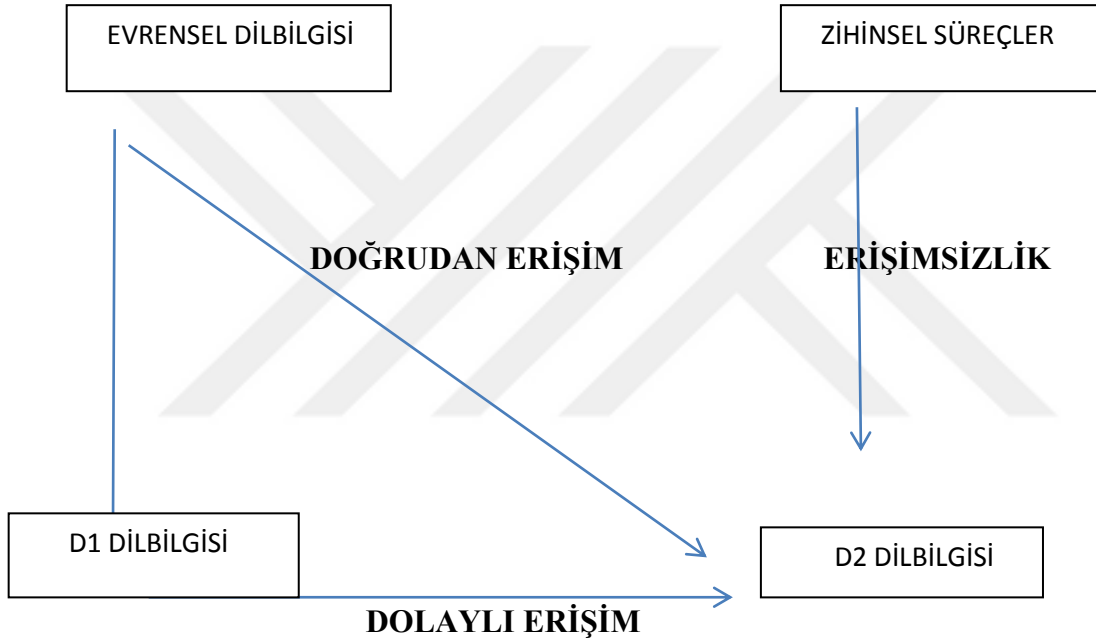 EVRENSEL DİLBİLGİSİ
ZİHİNSEL SÜREÇLER
DOĞRUDAN ERİŞİM
ERİŞİMSİZLİK
D1 DİLBİLGİSİ
D2 DİLBİLGİSİ
DOLAYLI ERİŞİM